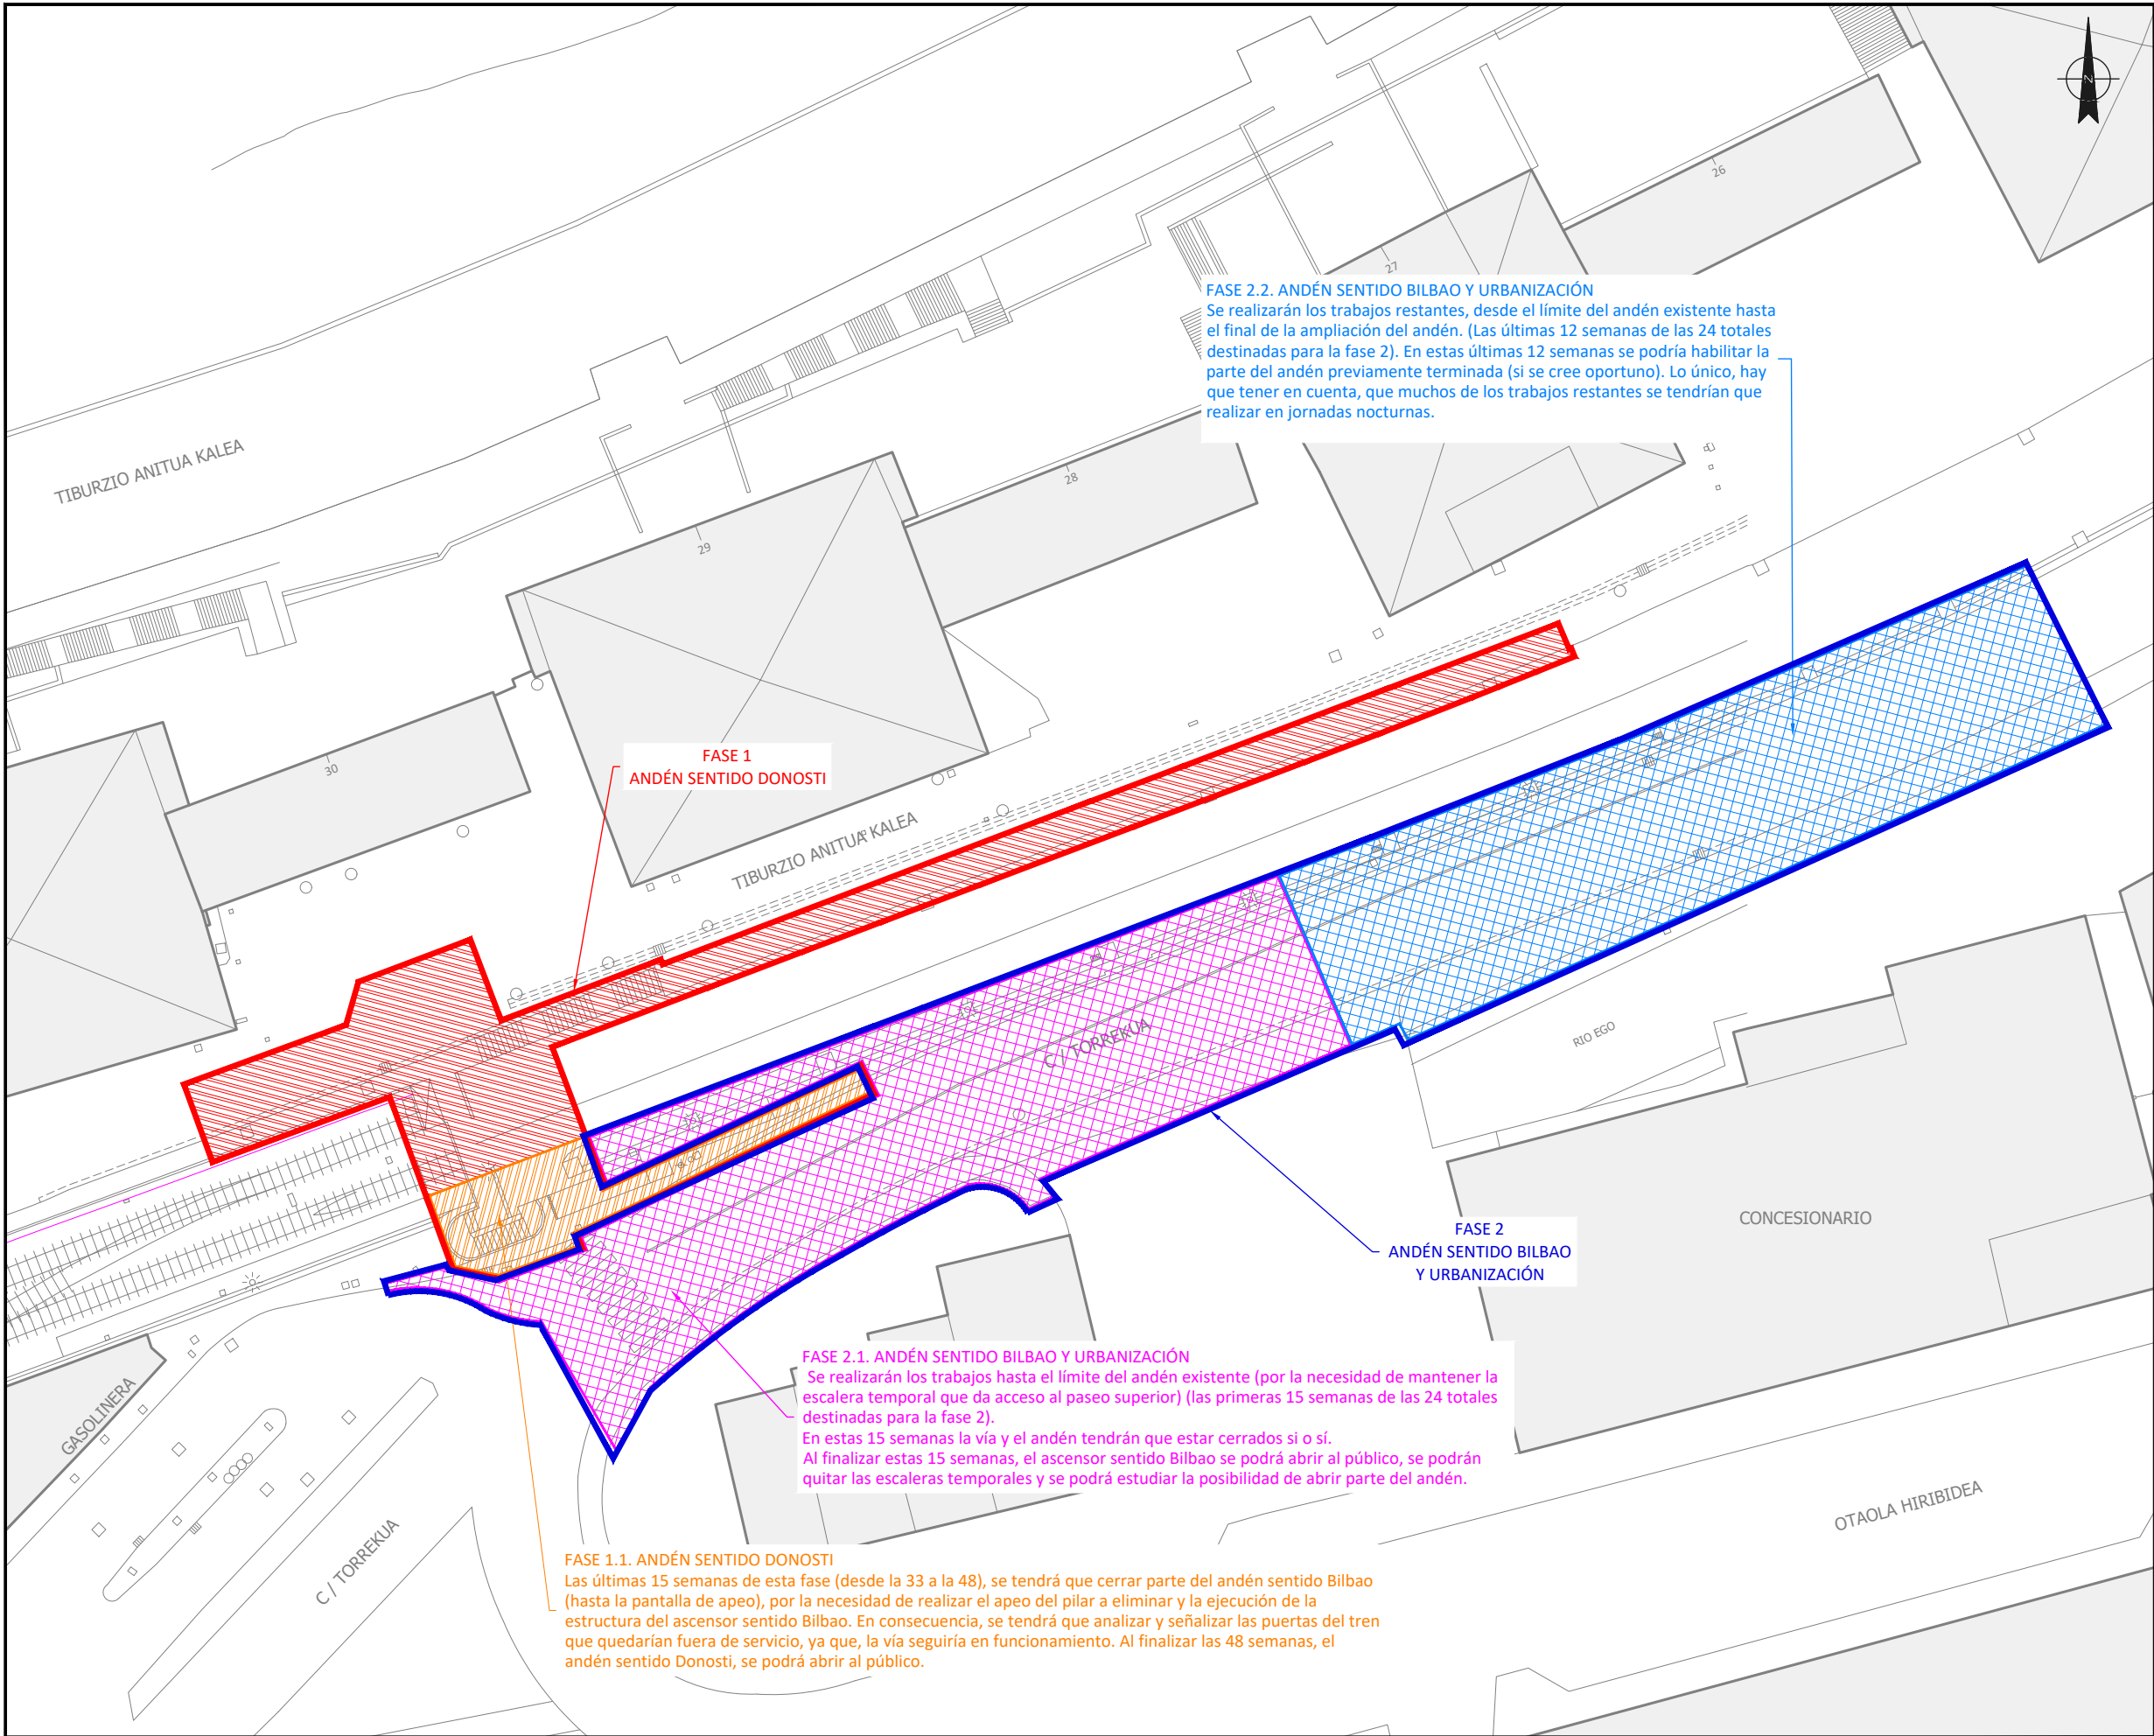 N
26
27
FASE 2.2. ANDÉN SENTIDO BILBAO Y URBANIZACIÓN
Se realizarán los trabajos restantes, desde el límite del andén existente hasta
el final de la ampliación del andén. (Las últimas 12 semanas de las 24 totales
destinadas para la fase 2). En estas últimas 12 semanas se podría habilitar la
parte del andén previamente terminada (si se cree oportuno). Lo único, hay
que tener en cuenta, que muchos de los trabajos restantes se tendrían que
realizar en jornadas nocturnas.
TIBURZIO ANITUA KALEA
28
29
30
FASE 1
ANDÉN SENTIDO DONOSTI
TIBURZIO ANITUA KALEA
C / TORREKUA
RIO EGO
CONCESIONARIO
FASE 2
ANDÉN SENTIDO BILBAO
Y URBANIZACIÓN
FASE 2.1. ANDÉN SENTIDO BILBAO Y URBANIZACIÓN
Se realizarán los trabajos hasta el límite del andén existente (por la necesidad de mantener la
escalera temporal que da acceso al paseo superior) (las primeras 15 semanas de las 24 totales
destinadas para la fase 2).
En estas 15 semanas la vía y el andén tendrán que estar cerrados si o sí.
Al finalizar estas 15 semanas, el ascensor sentido Bilbao se podrá abrir al público, se podrán
quitar las escaleras temporales y se podrá estudiar la posibilidad de abrir parte del andén.
GASOLINERA
C / TORREKUA
OTAOLA HIRIBIDEA
FASE 1.1. ANDÉN SENTIDO DONOSTI
Las últimas 15 semanas de esta fase (desde la 33 a la 48), se tendrá que cerrar parte del andén sentido Bilbao
(hasta la pantalla de apeo), por la necesidad de realizar el apeo del pilar a eliminar y la ejecución de la
estructura del ascensor sentido Bilbao. En consecuencia, se tendrá que analizar y señalizar las puertas del tren
que quedarían fuera de servicio, ya que, la vía seguiría en funcionamiento. Al finalizar las 48 semanas, el
andén sentido Donosti, se podrá abrir al público.